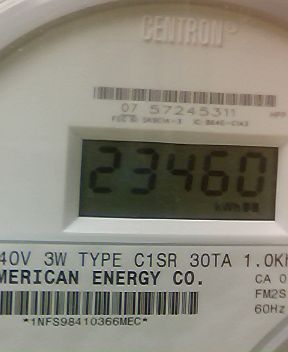 CENTRON
07 57245311
HPP
23460
kWh
40V 3W TYPE C1SR 30TA 1.0K
MERICAN ENERGY CO.
CA 0
FM2S
60Hz
*1NFS98410366MEC*